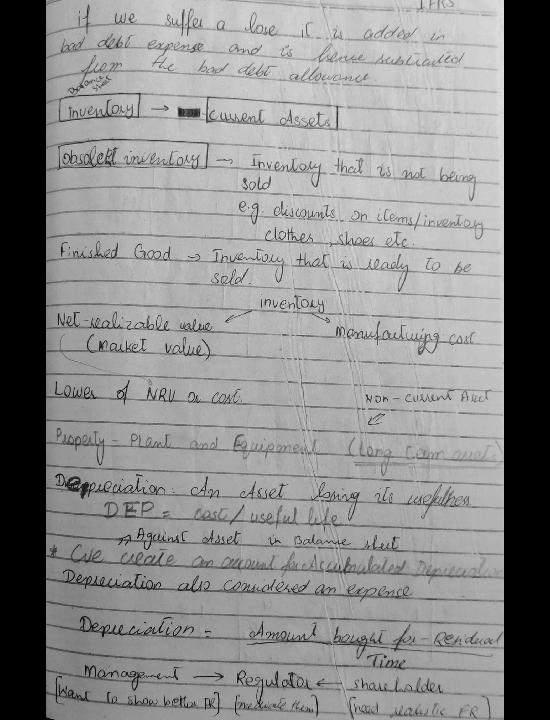 IFRS
if we suffer a lose it is added in
bad debt expense and is hence subtracted
from the bad debt allowance.
Balance sheet
Inventory → Current Assets
obsolet inventory → Inventory that is not being
sold
e.g. discounts on items/inventory
clothes, shoes etc.
Finished Good → Inventory that is ready to be
sold.
inventory
Net-realizable value manufacturing cost
(market value)
Lower of NRV or cost.
Non-current Asset
Property-Plant and Equipment (Long term assets)
Depreciation: An Asset losing its usefulness
DEP = cost/useful life
Against Asset in Balance sheet
* We create an account for Accumulated Depreciation
Depreciation also considered an expense
Depreciation = Amount bought for - Residual
Time
Management → Regulator ← shareholder
[Want to show better FR] [them] [need realistic FR]